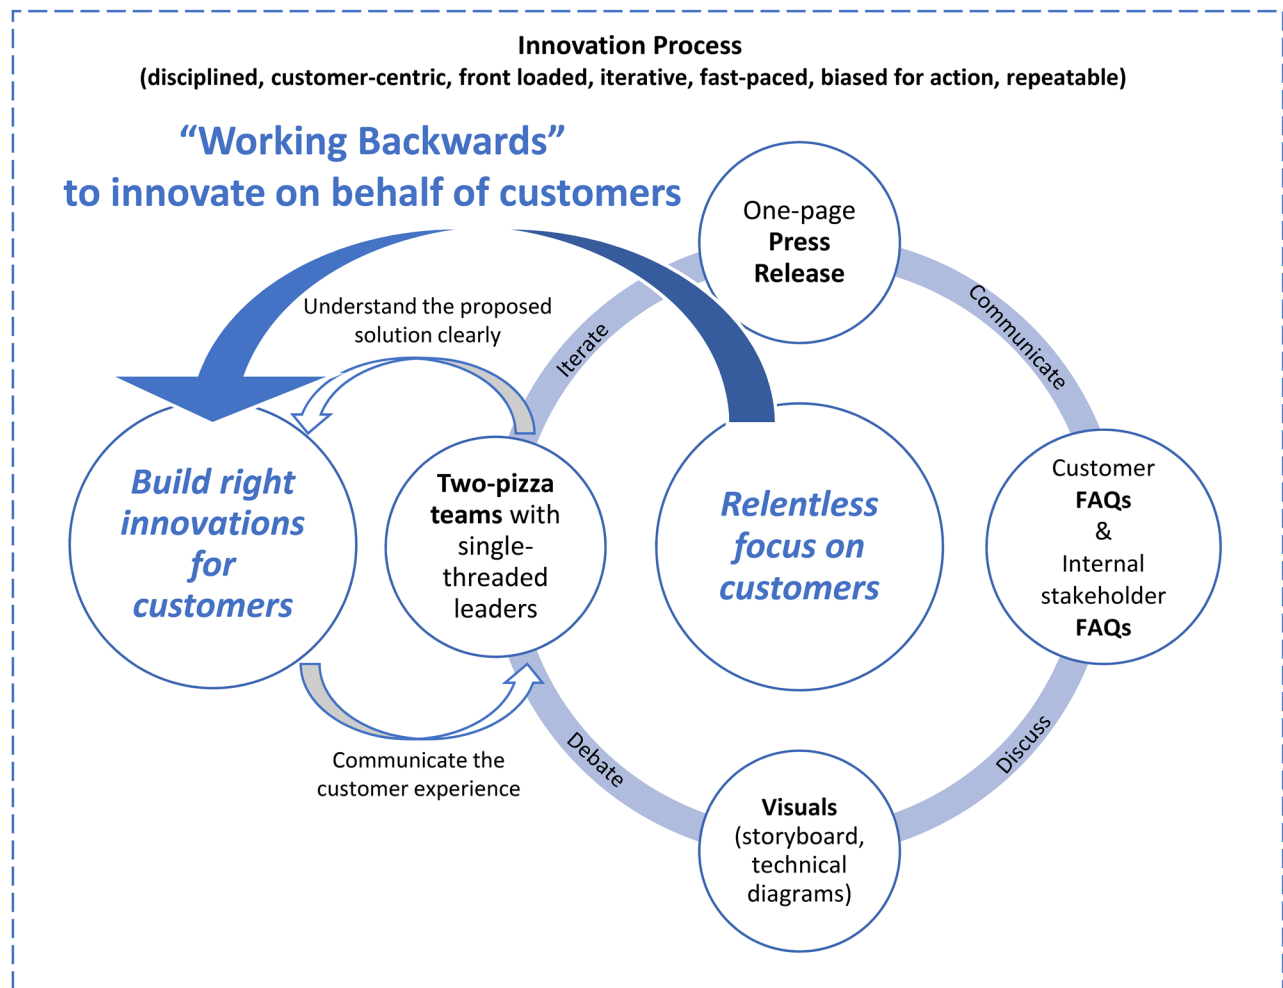 Innovation Process
(disciplined, customer-centric, front loaded, iterative, fast-paced, biased for action, repeatable)
“Working Backwards”
to innovate on behalf of customers
One-page
Press
Release
Understand the proposed
solution clearly
Iterate
Communicate
Build right
innovations
for
customers
Two-pizza
teams with
single-
threaded
leaders
Relentless
focus on
customers
Customer
FAQs
&
Internal
stakeholder
FAQs
Communicate the
customer experience
Debate
Discuss
Visuals
(storyboard,
technical
diagrams)